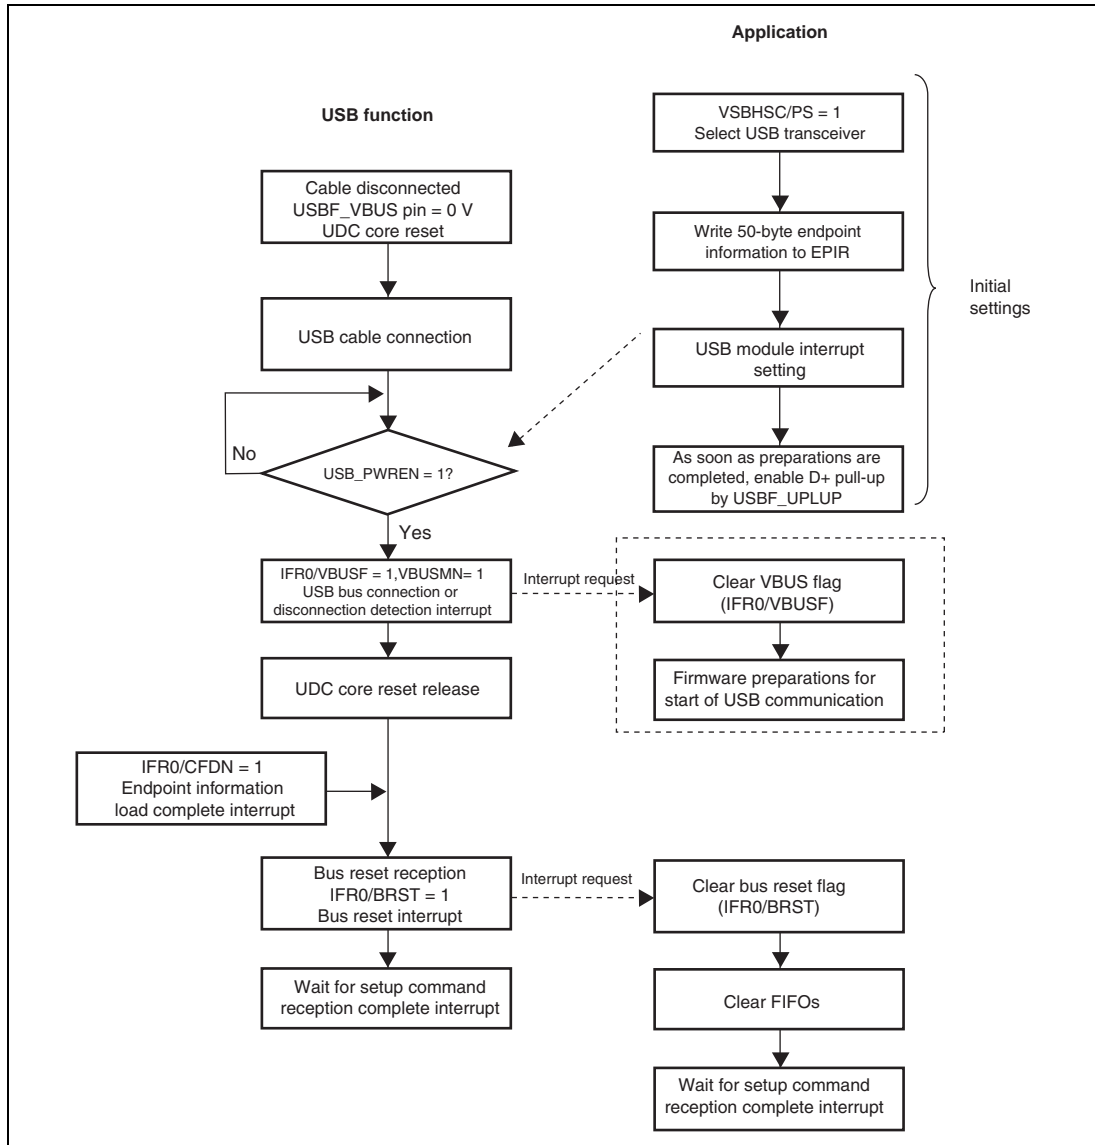 Application
USB function
VSBHSC/PS = 1
Select USB transceiver
Cable disconnected
USBF_VBUS pin = 0 V
UDC core reset
Write 50-byte endpoint
information to EPIR
Initial
settings
USB cable connection
USB module interrupt
setting
No
USB_PWREN = 1?
As soon as preparations are
completed, enable D+ pull-up
by USBF_UPLUP
Yes
IFR0/VBUSF = 1,VBUSMN= 1
USB bus connection or
disconnection detection interrupt
Interrupt request
Clear VBUS flag
(IFR0/VBUSF)
UDC core reset release
Firmware preparations for
start of USB communication
IFR0/CFDN = 1
Endpoint information
load complete interrupt
Bus reset reception
IFR0/BRST = 1
Bus reset interrupt
Interrupt request
Clear bus reset flag
(IFR0/BRST)
Wait for setup command
reception complete interrupt
Clear FIFOs
Wait for setup command
reception complete interrupt